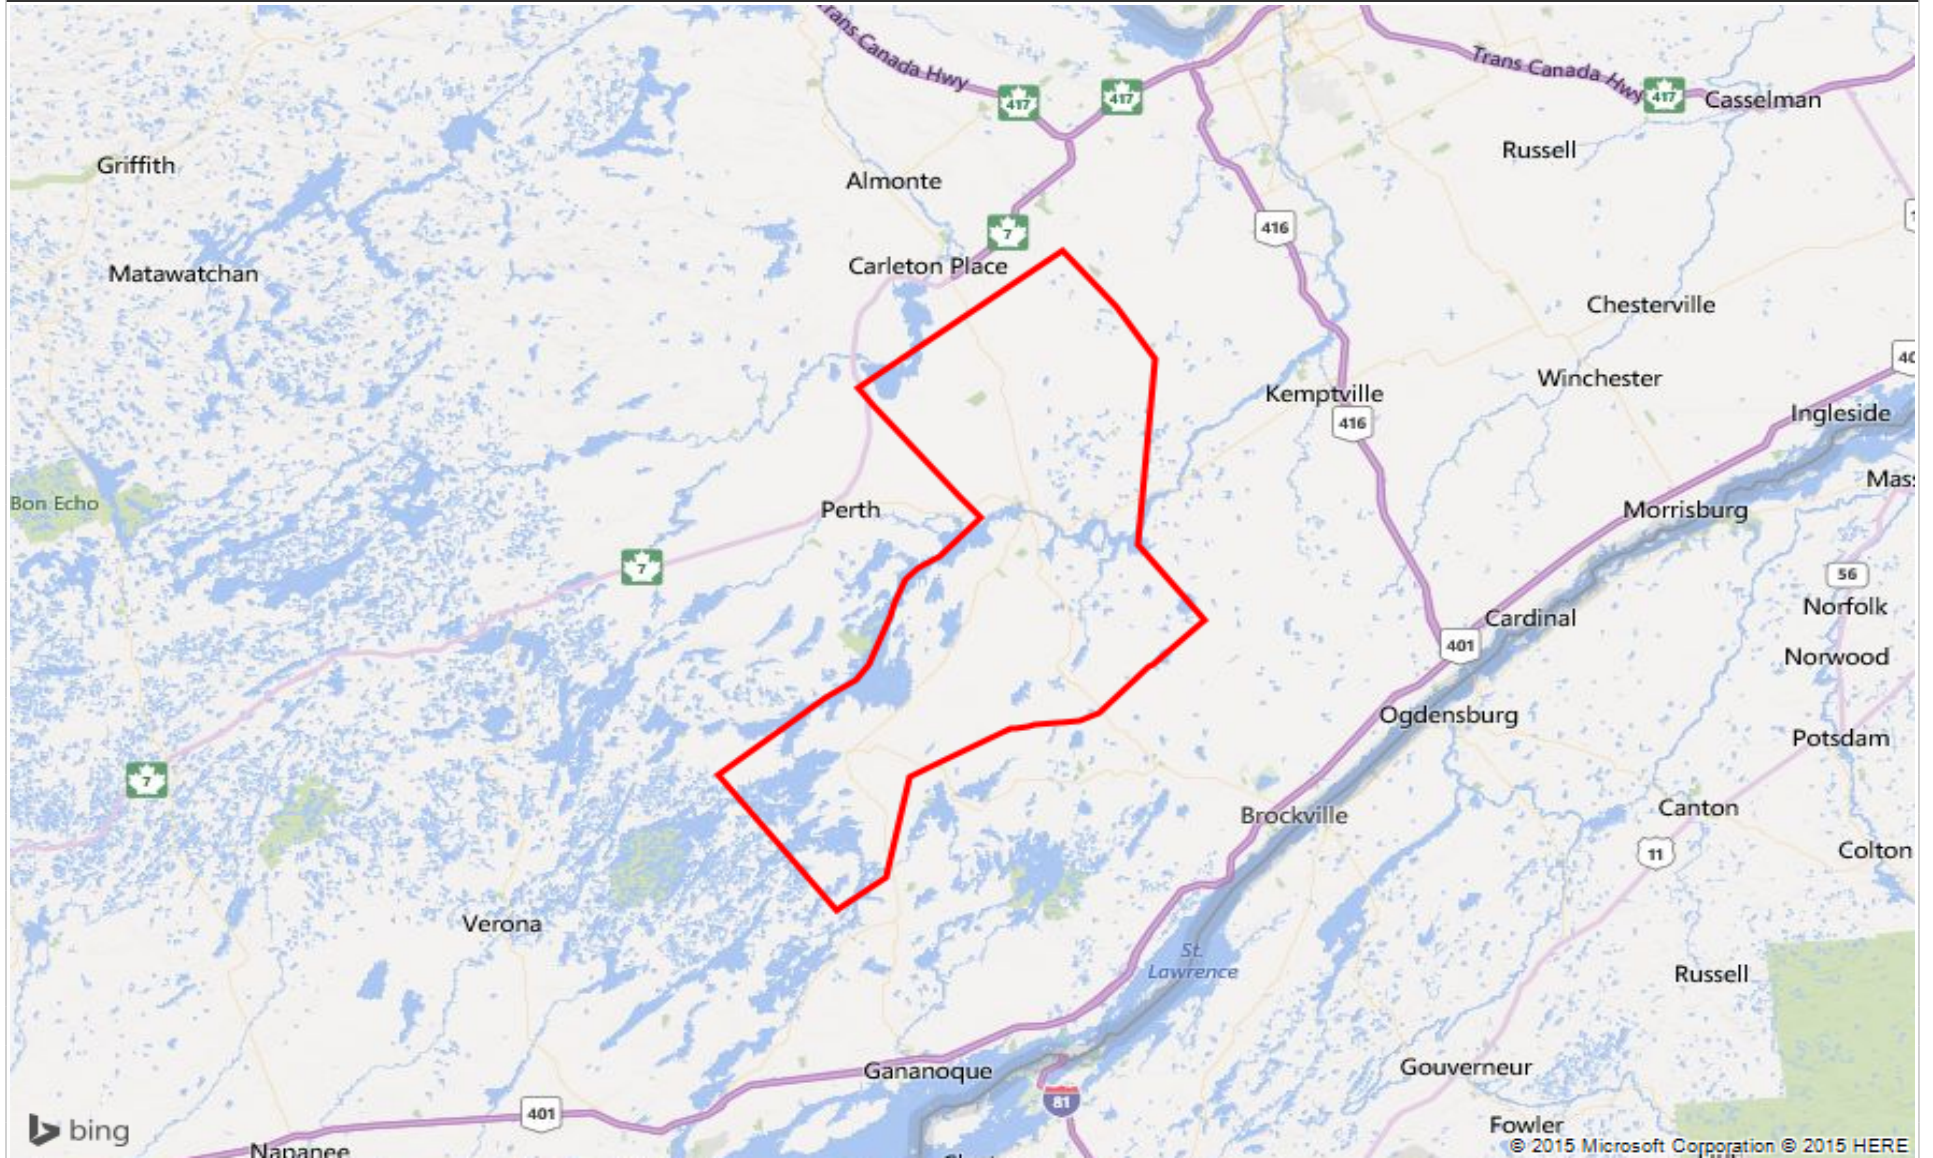 Trans Canada Hwy
417
417
Trans Canada Hwy
417
Casselman
Griffith
Russell
Almonte
7
416
Matawatchan
Carleton Place
Chesterville
Winchester
Kemptville
416
Ingleside
Bon Echo
Perth
Morrisburg
7
56
Norfolk
Cardinal
401
Norwood
Ogdensburg
Potsdam
7
Canton
Brockville
11
Colton
Verona
St.
Lawrence
Russell
Gananoque
Gouverneur
81
401
Fowler
bing
Napanee
© 2015 Microsoft Corporation © 2015 HERE